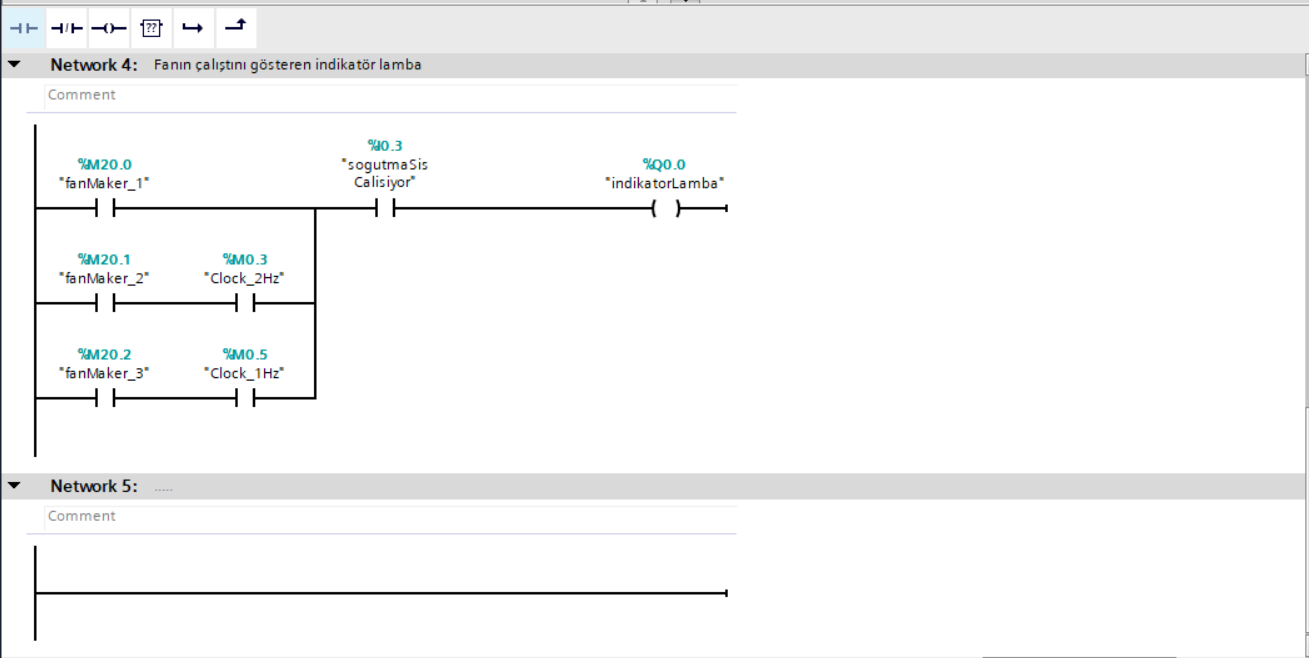 ??
Network 4: Fanın çalıştını gösteren indikatör lamba
Comment
%M20.0
"fanMaker_1"
%I0.3
"sogutmaSis
Calisiyor"
%Q0.0
"indikatorLamba"
%M20.1
"fanMaker_2"
%M0.3
"Clock_2Hz"
%M20.2
"fanMaker_3"
%M0.5
"Clock_1Hz"
Network 5: .....
Comment